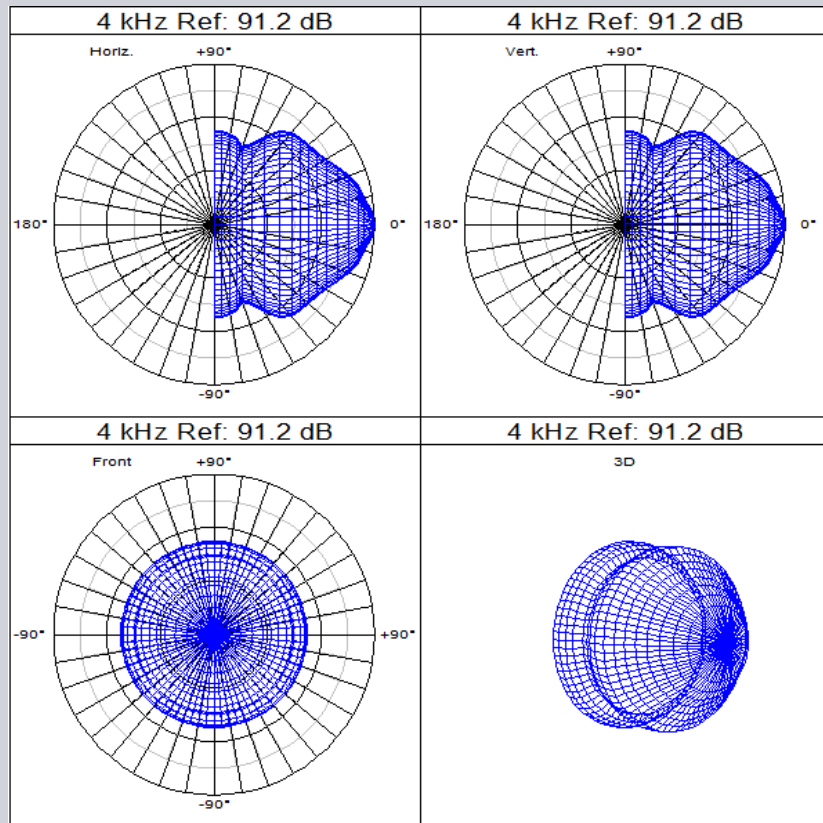 4 kHz Ref: 91.2 dB
4 kHz Ref: 91.2 dB
Horiz.
+90°
Vert.
+90°
180°
0°
180°
0°
-90°
-90°
4 kHz Ref: 91.2 dB
4 kHz Ref: 91.2 dB
Front
+90°
3D
-90°
+90°
-90°